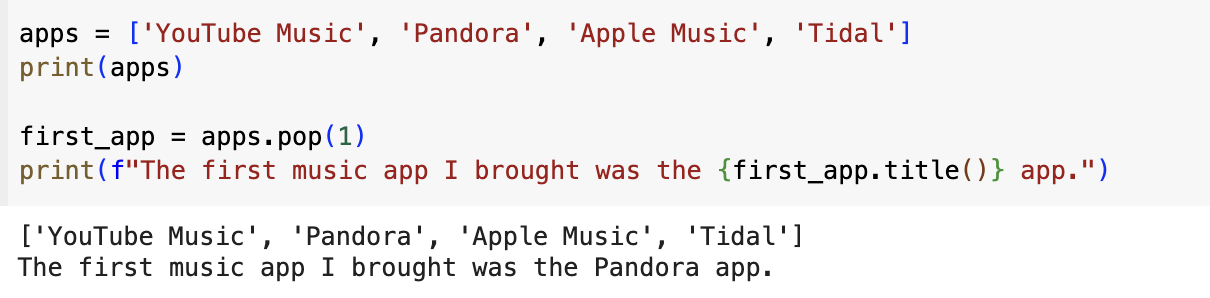 apps = ['YouTube Music', 'Pandora', 'Apple Music', 'Tidal']
print(apps)
first_app = apps.pop(1)
print(f"The first music app I brought was the {first_app.title()} app.")
['YouTube Music', 'Pandora', 'Apple Music', 'Tidal']
The first music app I brought was the Pandora app.